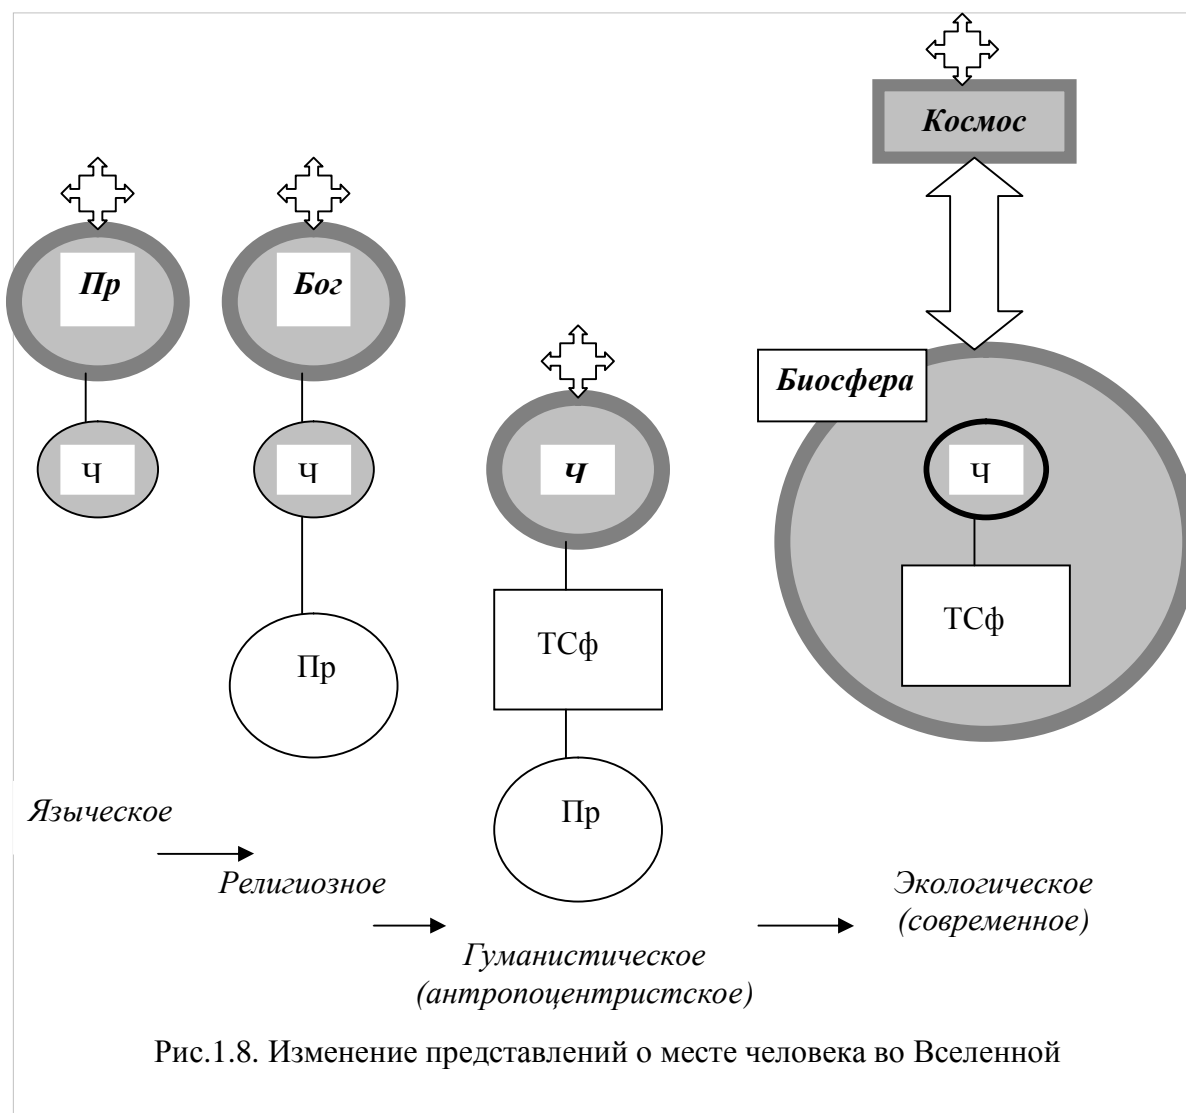 Космос
Пр
Бог
Биосфера
Ч
Ч
Ч
Ч
ТСф
ТСф
Пр
Пр
Языческое
Религиозное
Экологическое
(современное)
Гуманистическое
(антропоцентристское)
Рис.1.8. Изменение представлений о месте человека во Вселенной